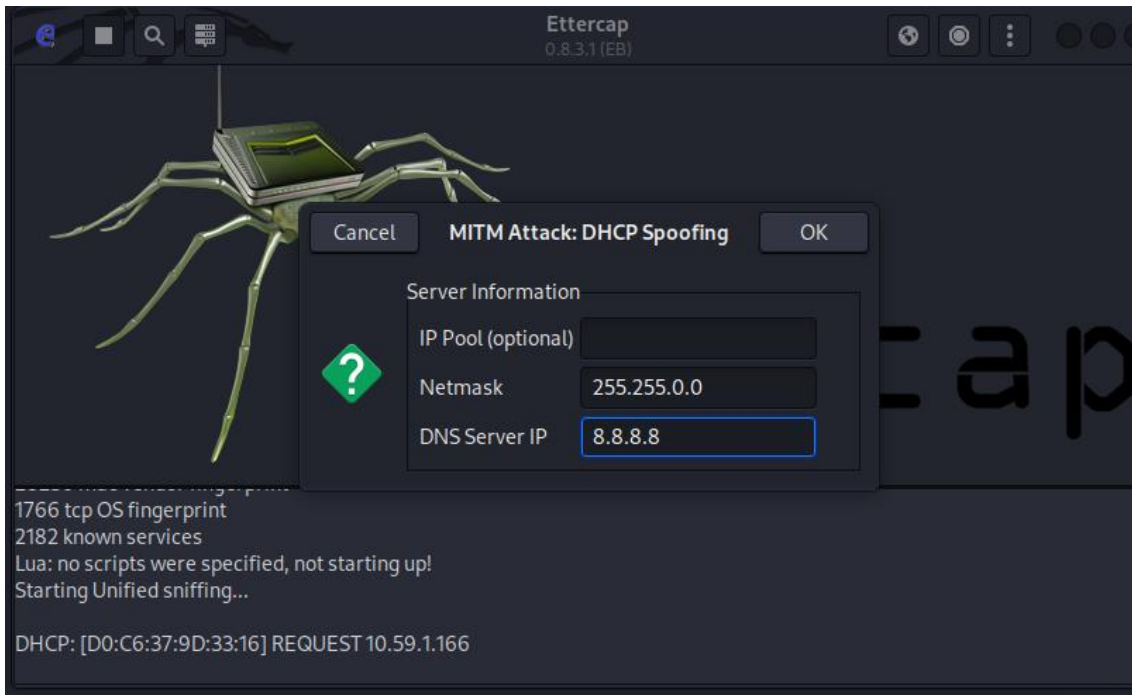 Ettercap
0.8.3.1 (EB)
Cancel
MITM Attack: DHCP Spoofing
OK
Server Information
IP Pool (optional)
Netmask
255.255.0.0
DNS Server IP
8.8.8.8
cap
1766 tcp OS fingerprint
2182 known services
Lua: no scripts were specified, not starting up!
Starting Unified sniffing...
DHCP: [D0:C6:37:9D:33:16] REQUEST 10.59.1.166